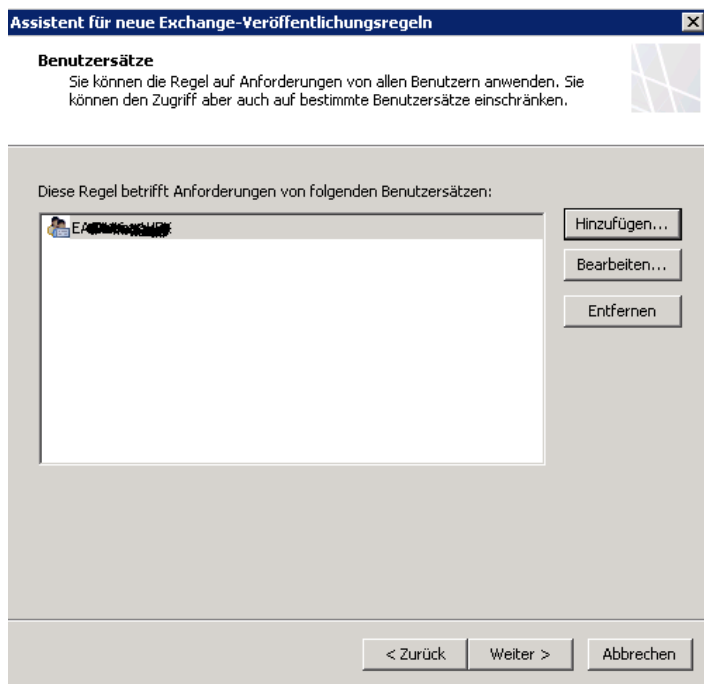 Assistent für neue Exchange-Veröffentlichungsregeln
Benutzersätze
Sie können die Regel auf Anforderungen von allen Benutzern anwenden. Sie
können den Zugriff aber auch auf bestimmte Benutzersätze einschränken.
Diese Regel betrifft Anforderungen von folgenden Benutzersätzen:
Hinzufügen...
Bearbeiten...
Entfernen
< Zurück
Weiter >
Abbrechen